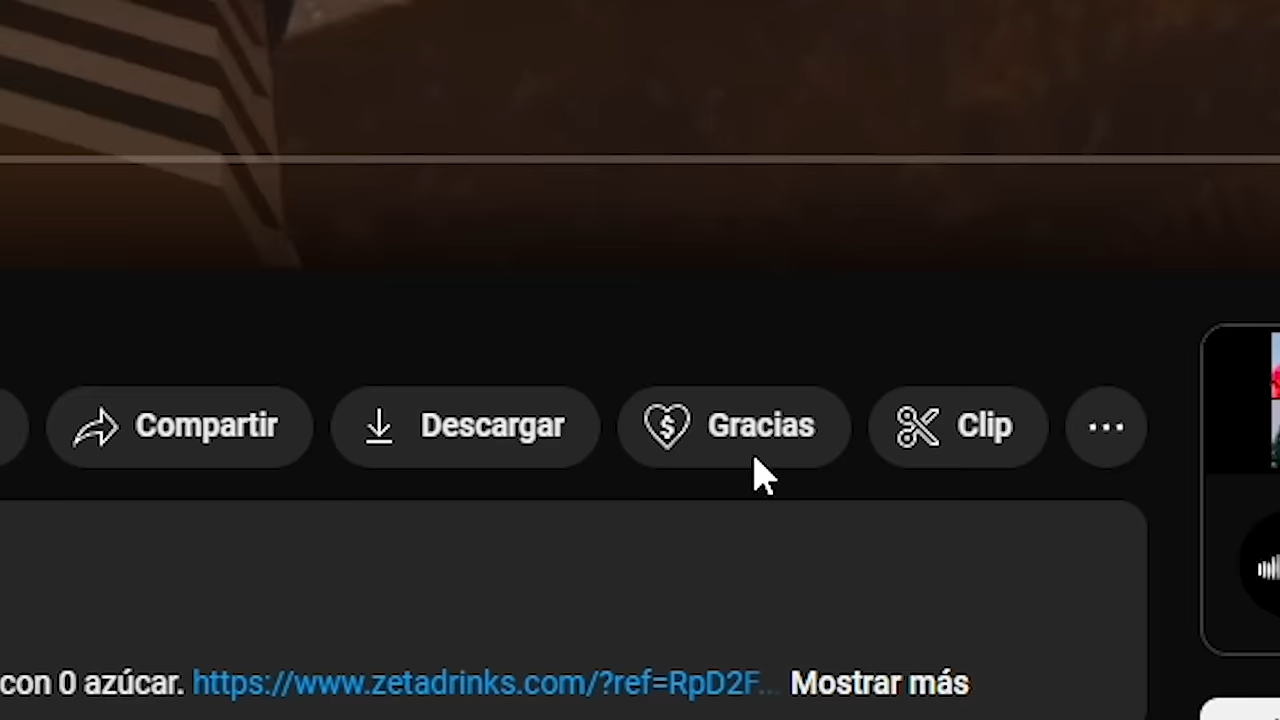 Compartir Descargar Gracias Clip
con 0 azúcar. https://www.zetadrinks.com/?ref=RpD2F... Mostrar más